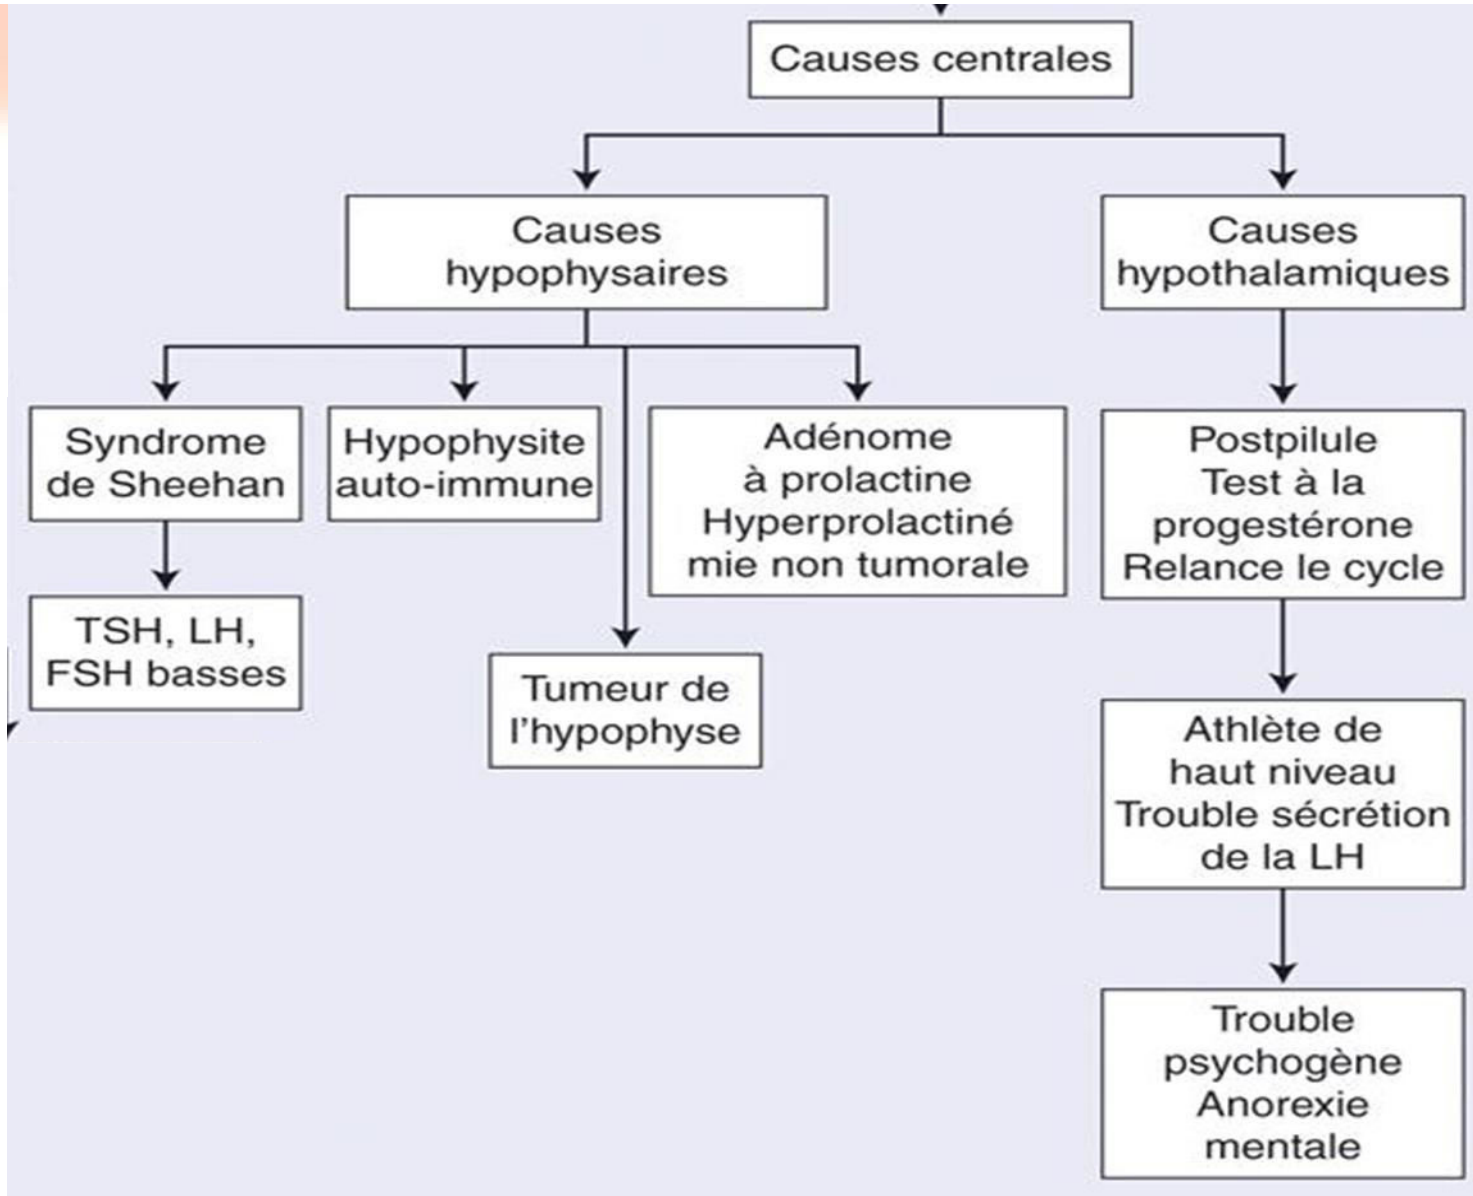 Causes centrales
Causes
hypophysaires
Causes
hypothalamiques
Syndrome
de Sheehan
Hypophysite
auto-immune
Adénome
à prolactine
Hyperprolactiné
mie non tumorale
Postpilule
Test à la
progestérone
Relance le cycle
TSH, LH,
FSH basses
Tumeur de
l'hypophyse
Athlète de
haut niveau
Trouble sécrétion
de la LH
Trouble
psychogène
Anorexie
mentale